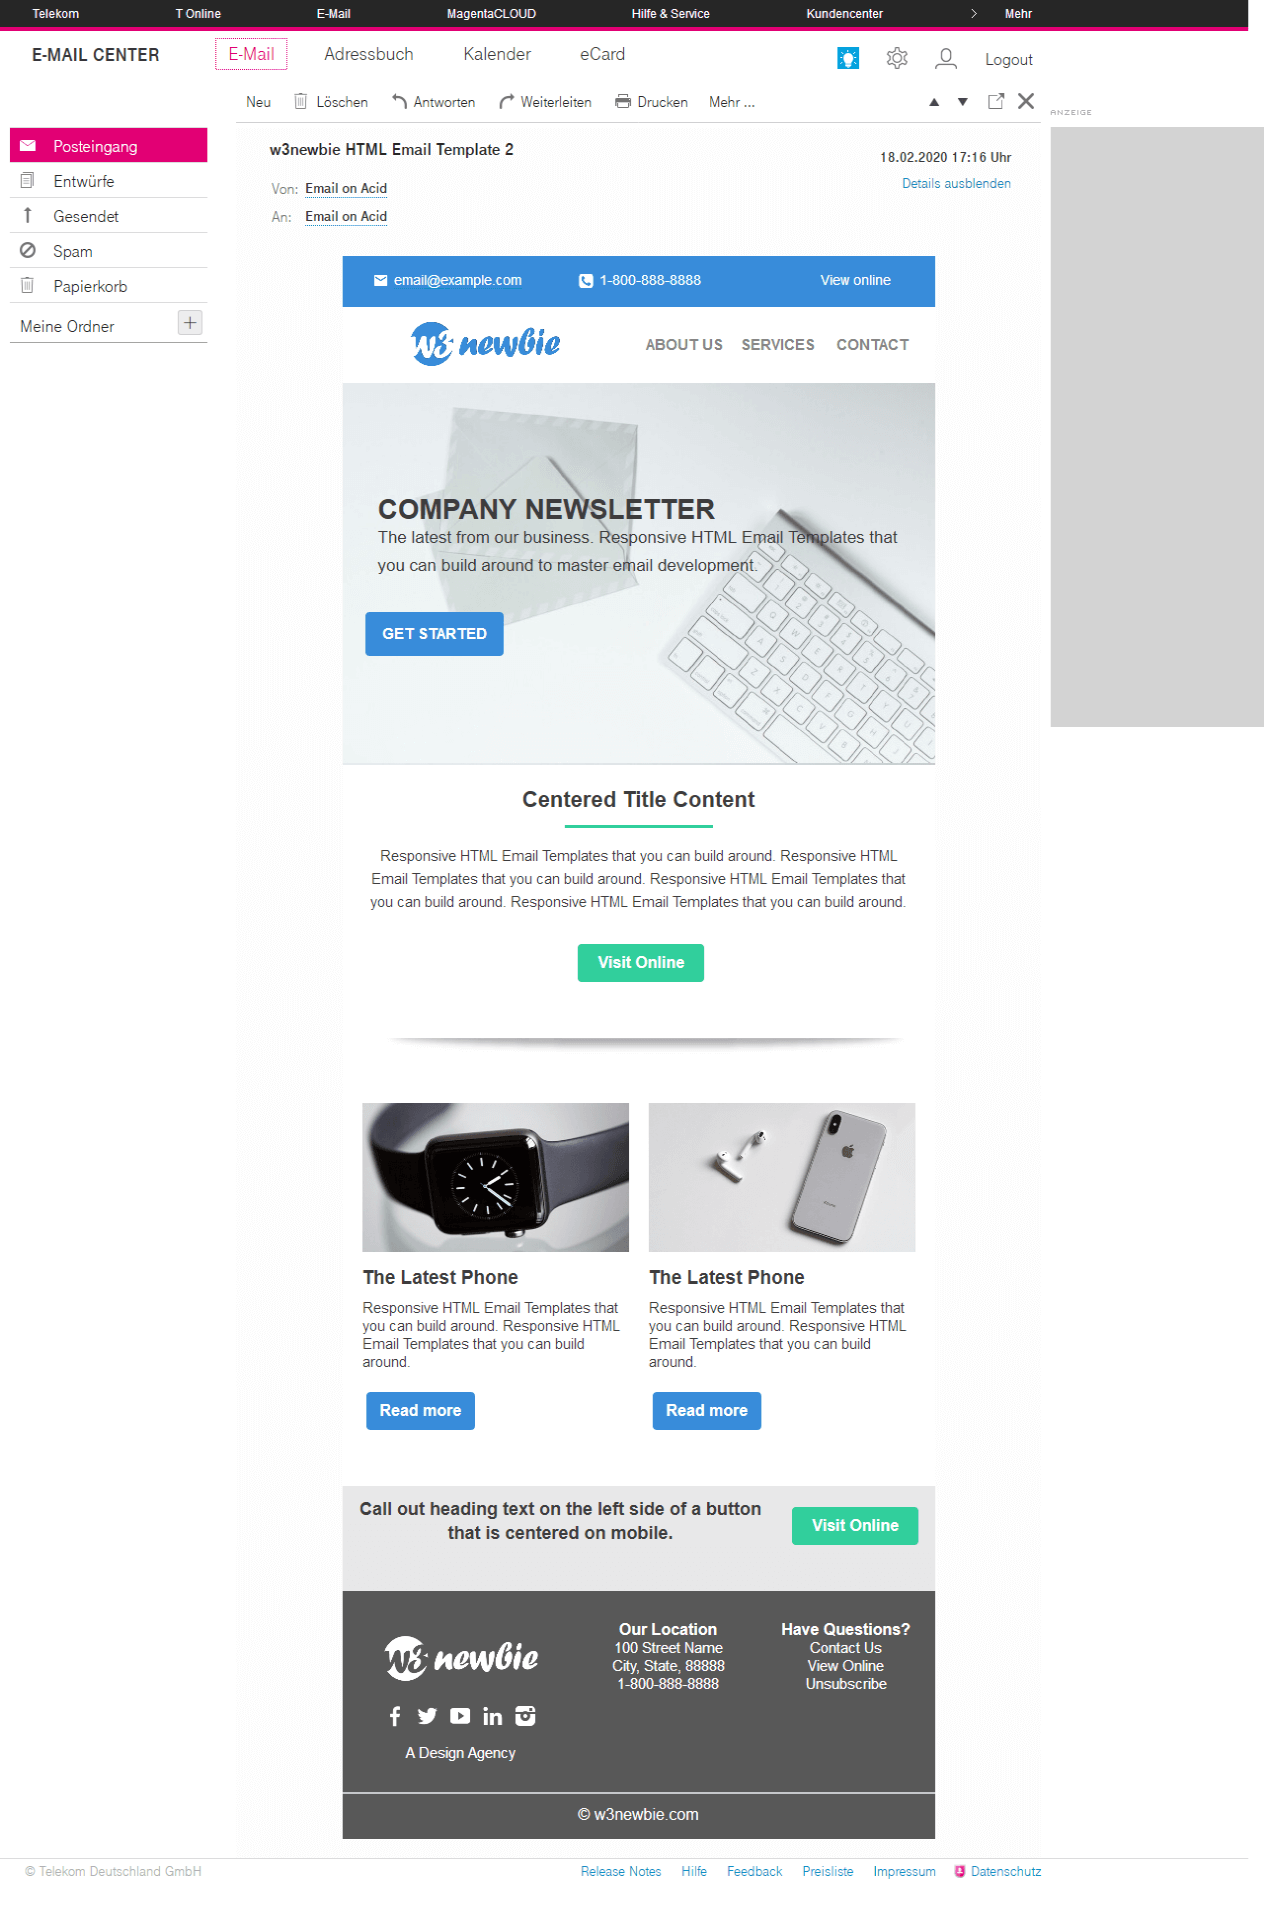 Telekom T Online E-Mail MagentaCLOUD Hilfe & Service Kundencenter Mehr
E-MAIL CENTER E-Mail Adressbuch Kalender eCard Logout
Neu Löschen Antworten Weiterleiten Drucken Mehr ...
ANZEIGE
Posteingang
Entwürfe
Gesendet
Spam
Papierkorb
Meine Ordner
w3newbie HTML Email Template 2
18.02.2020 17:16 Uhr
Details ausblenden
Von: Email on Acid
An: Email on Acid
email@example.com 1-800-888-8888 View online
w3 newbie ABOUT US SERVICES CONTACT
COMPANY NEWSLETTER
The latest from our business. Responsive HTML Email Templates that
you can build around to master email development.
GET STARTED
Centered Title Content
Responsive HTML Email Templates that you can build around. Responsive HTML
Email Templates that you can build around. Responsive HTML Email Templates that
you can build around. Responsive HTML Email Templates that you can build around.
Visit Online
The Latest Phone
Responsive HTML Email Templates that
you can build around. Responsive HTML
Email Templates that you can build
around.
Read more
The Latest Phone
Responsive HTML Email Templates that
you can build around. Responsive HTML
Email Templates that you can build
around.
Read more
Call out heading text on the left side of a button
that is centered on mobile.
Visit Online
w3 newbie
A Design Agency
Our Location
100 Street Name
City, State, 88888
1-800-888-8888
Have Questions?
Contact Us
View Online
Unsubscribe
© w3newbie.com
© Telekom Deutschland GmbH Release Notes Hilfe Feedback Preisliste Impressum Datenschutz